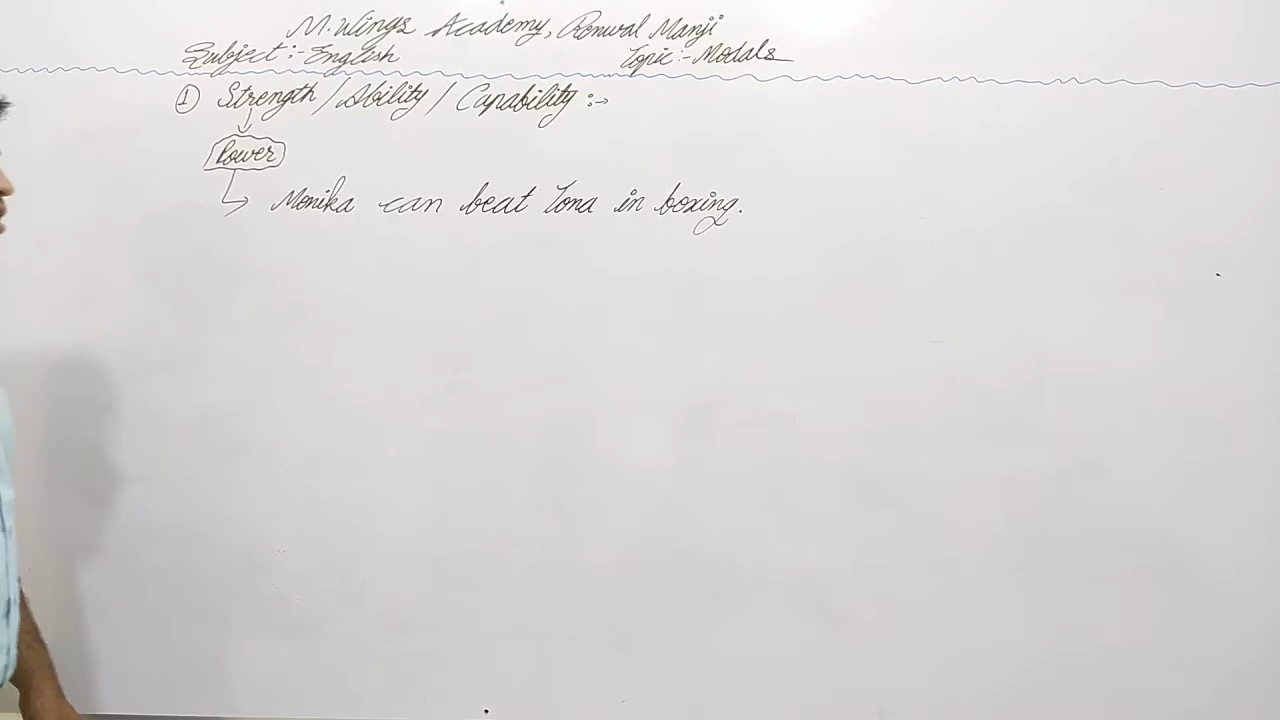 M. Wings Academy, Renwal Manji
Subject :- English Topic :- Modals
① Strength / Ability / Capability :→
Power
Monika can beat Tona in boxing.